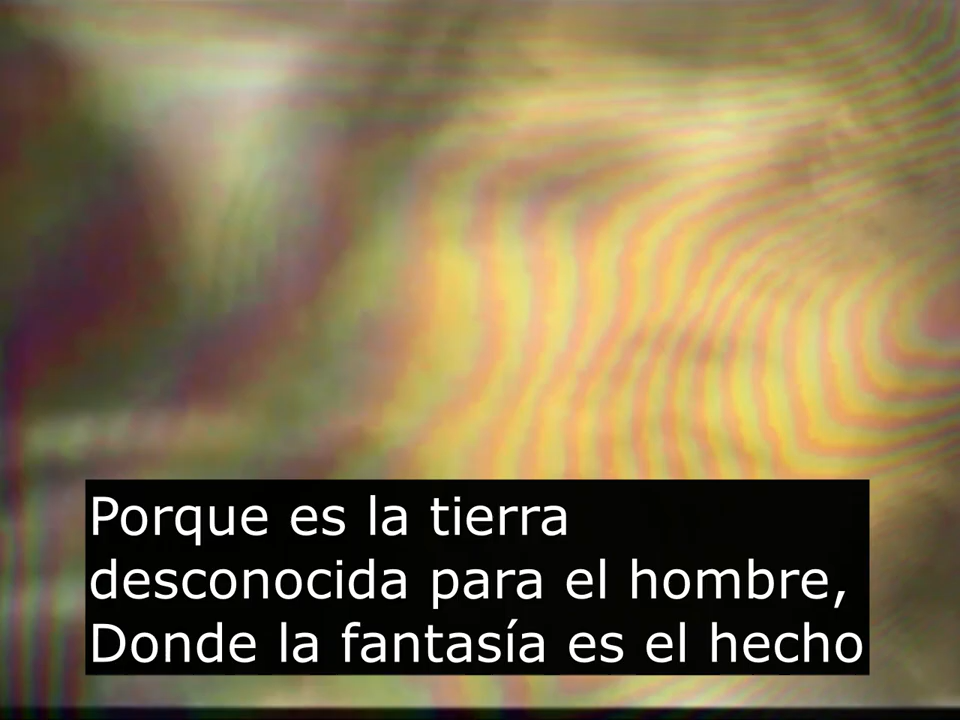 Porque es la tierra
desconocida para el hombre,
Donde la fantasía es el hecho